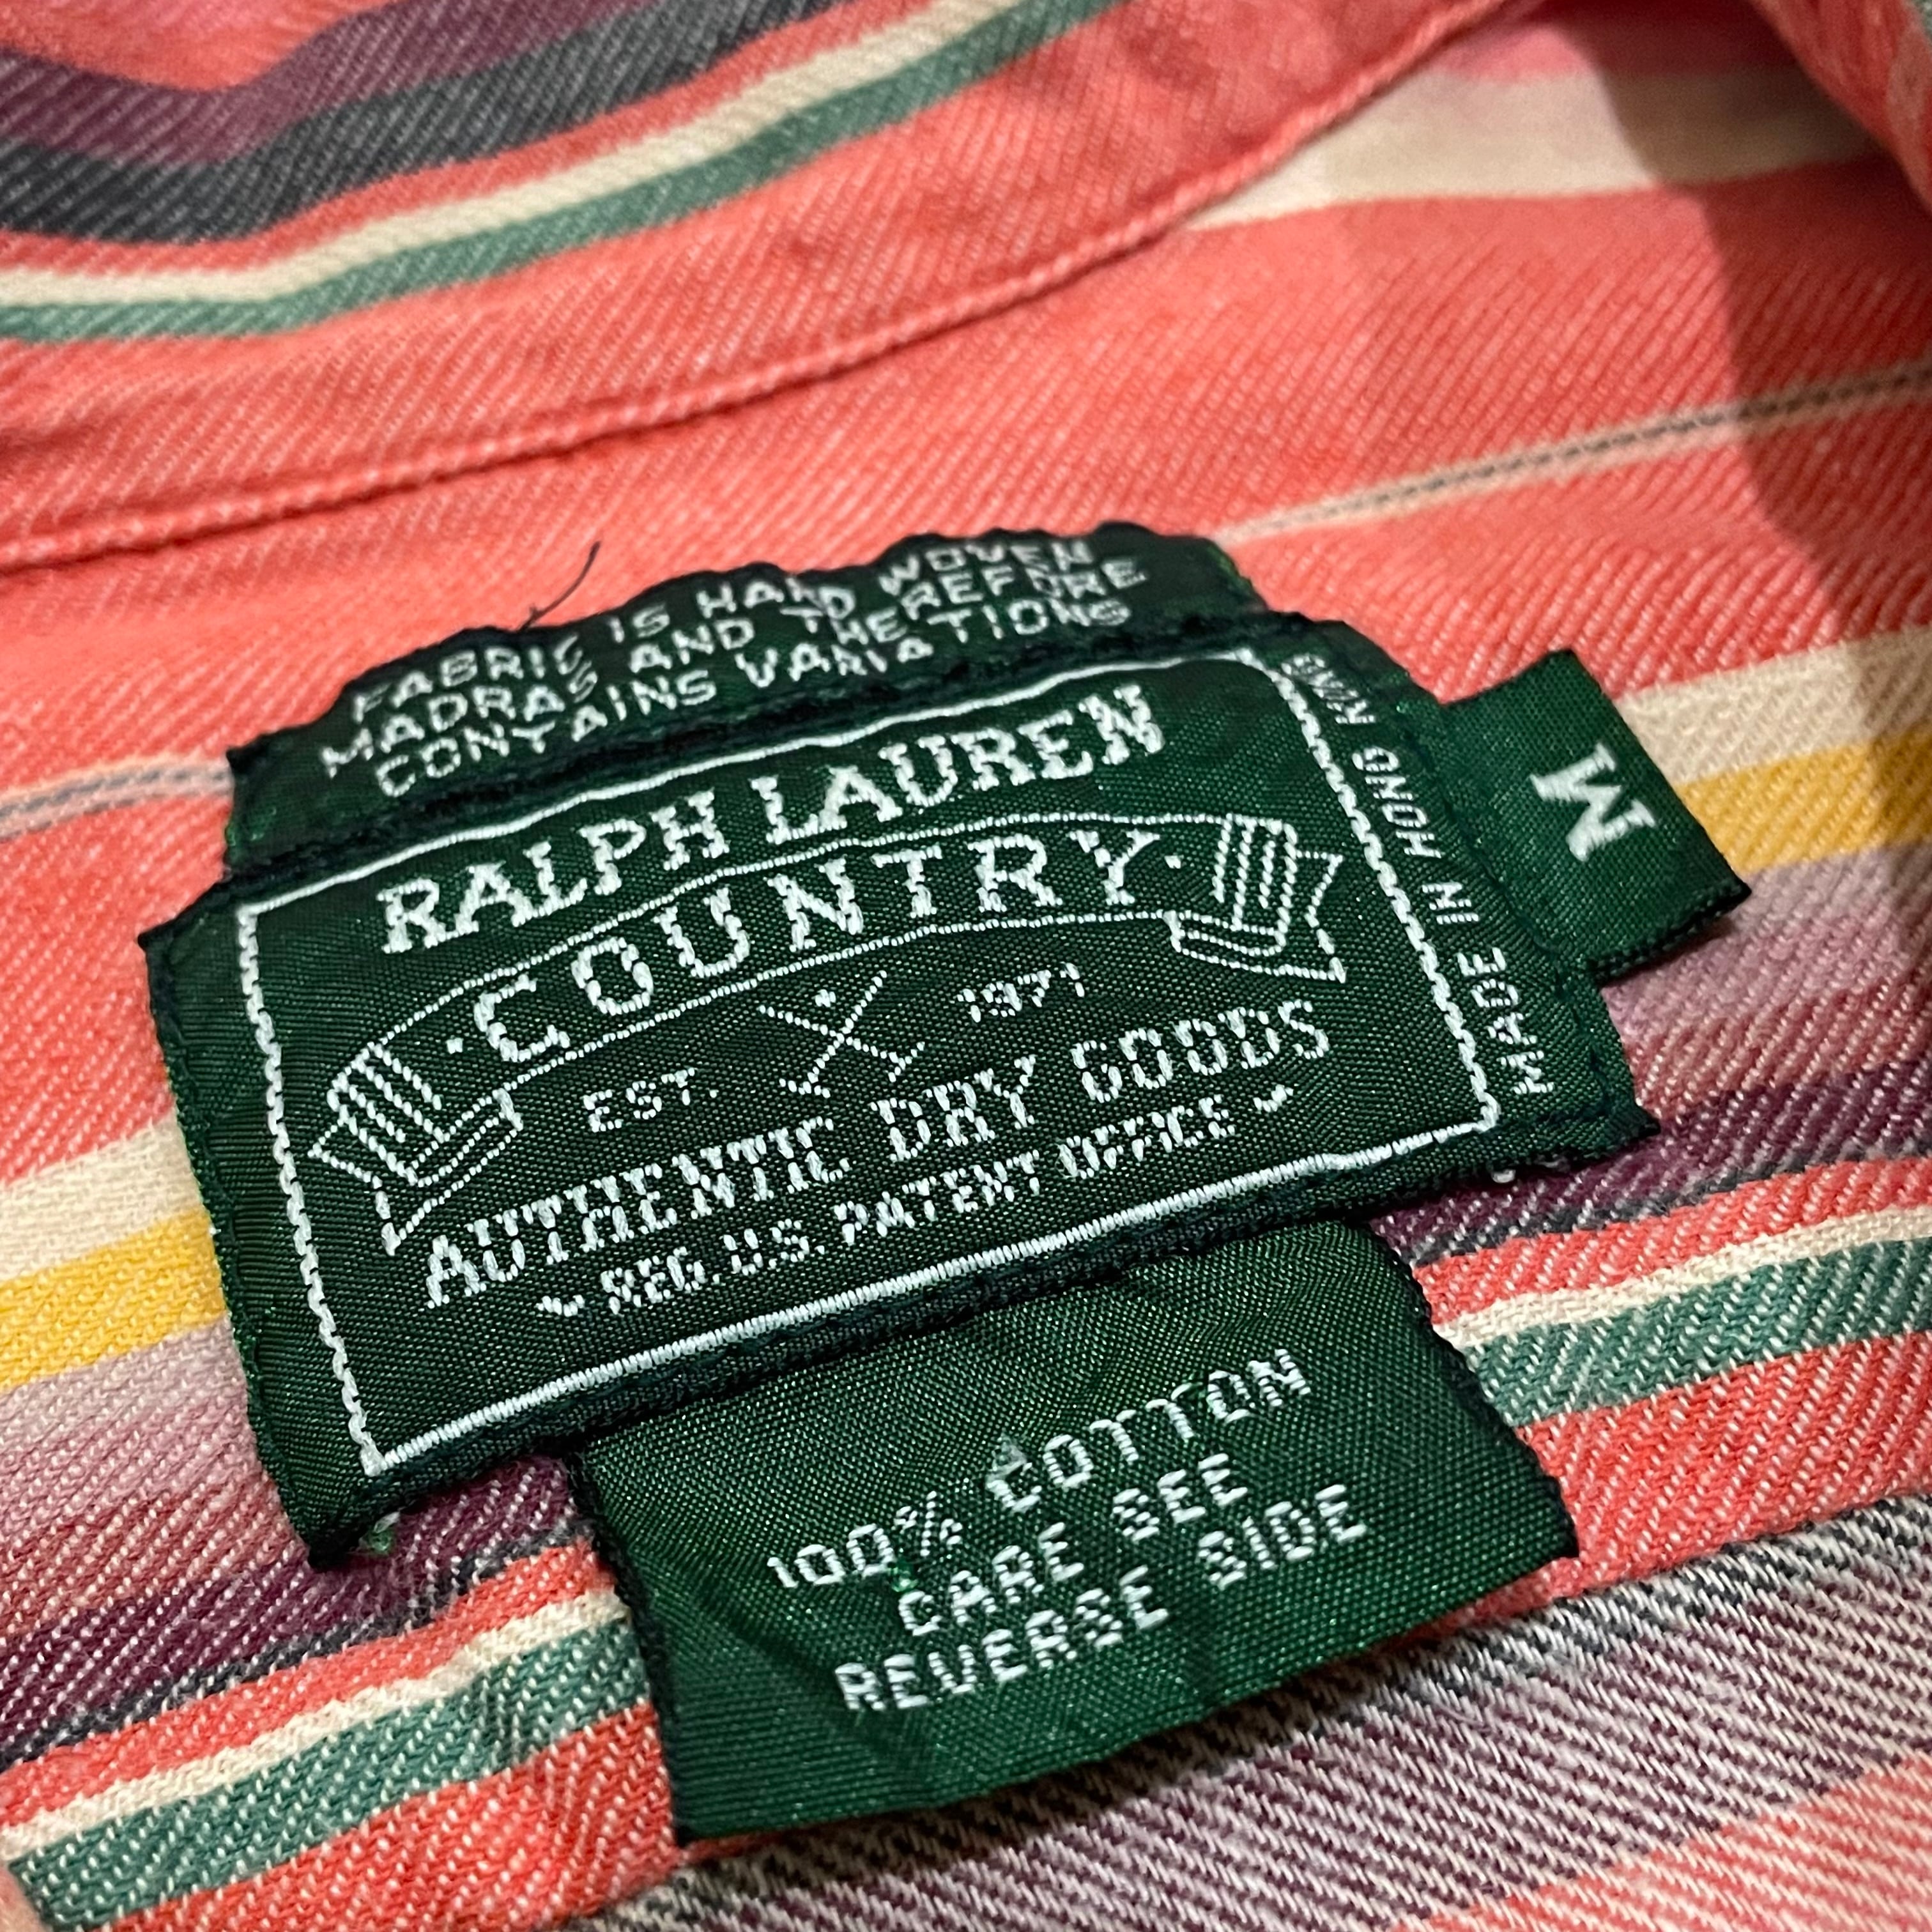 FABRIC IS HAND WOVEN
MADRAS AND THEREFORE
CONTAINS VARIATIONS
RALPH LAUREN
·COUNTRY·
EST. 1971
AUTHENTIC DRY GOODS
REG. U.S. PATENT OFFICE
MADE IN HONG KONG
M
100% COTTON
CARE SEE
REVERSE SIDE